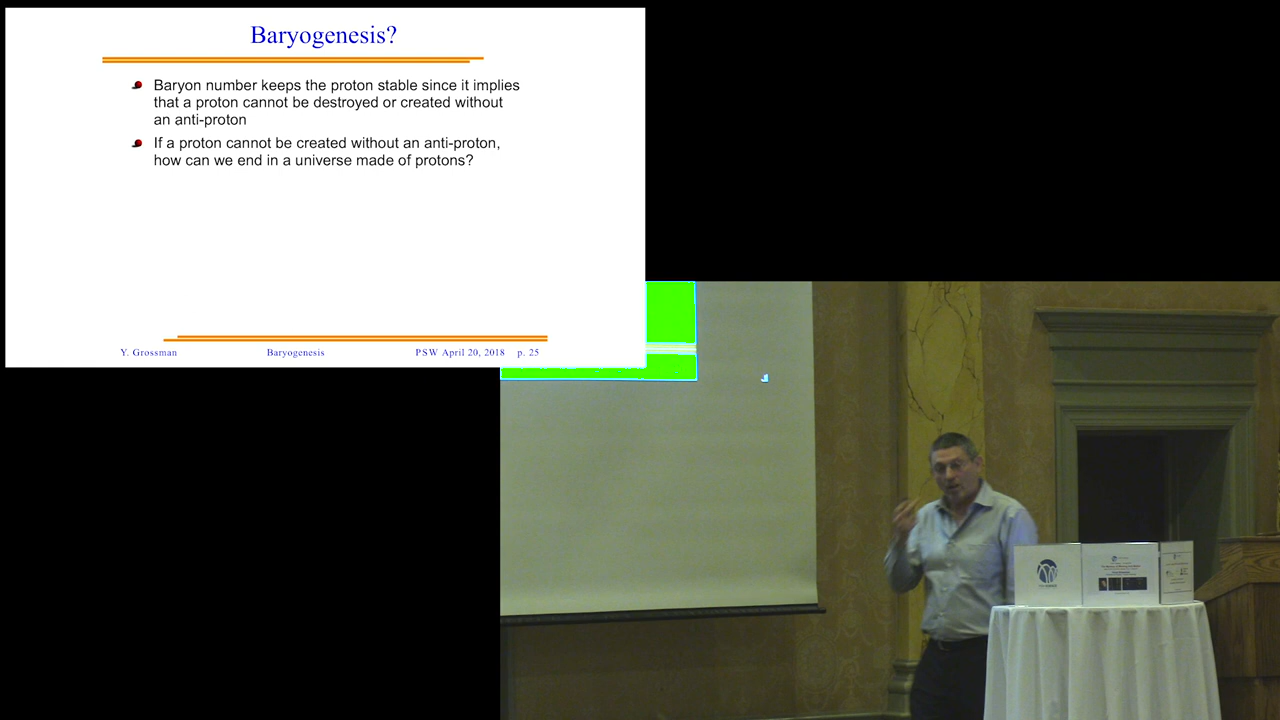 Baryogenesis?
Baryon number keeps the proton stable since it implies
that a proton cannot be destroyed or created without
an anti-proton
If a proton cannot be created without an anti-proton,
how can we end in a universe made of protons?
Y. Grossman Baryogenesis PSW April 20, 2018 p. 25